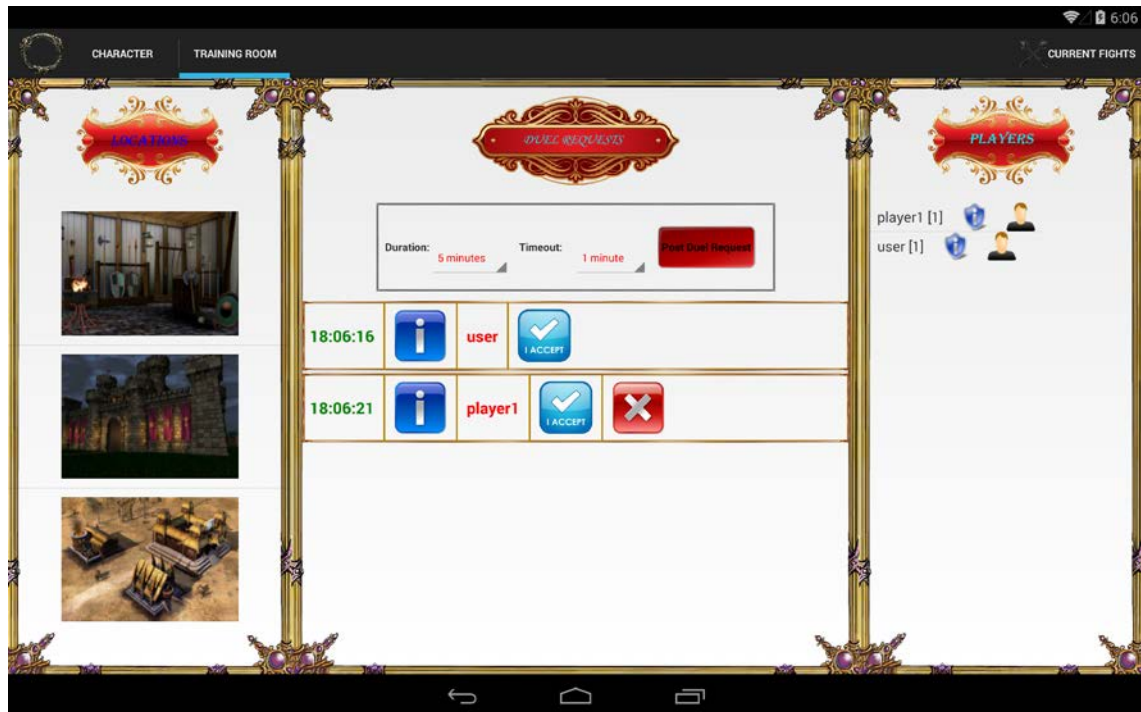 6:06
CHARACTER
TRAINING ROOM
CURRENT FIGHTS
LOCATIONS
DUEL REQUESTS
PLAYERS
Duration:
5 minutes
Timeout:
1 minute
Post Duel Request
player1 [1]
user [1]
18:06:16
i
user
I ACCEPT
18:06:21
i
player1
I ACCEPT